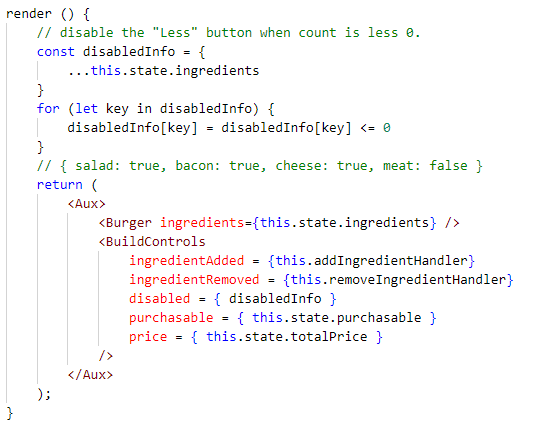 render () {
    // disable the "Less" button when count is less 0.
    const disabledInfo = {
        ...this.state.ingredients
    }
    for (let key in disabledInfo) {
        disabledInfo[key] = disabledInfo[key] <= 0
    }
    // { salad: true, bacon: true, cheese: true, meat: false }
    return (
        <Aux>
            <Burger ingredients={this.state.ingredients} />
            <BuildControls
                ingredientAdded = {this.addIngredientHandler}
                ingredientRemoved = {this.removeIngredientHandler}
                disabled = { disabledInfo }
                purchasable = { this.state.purchasable }
                price = { this.state.totalPrice }
            />
        </Aux>
    );
}